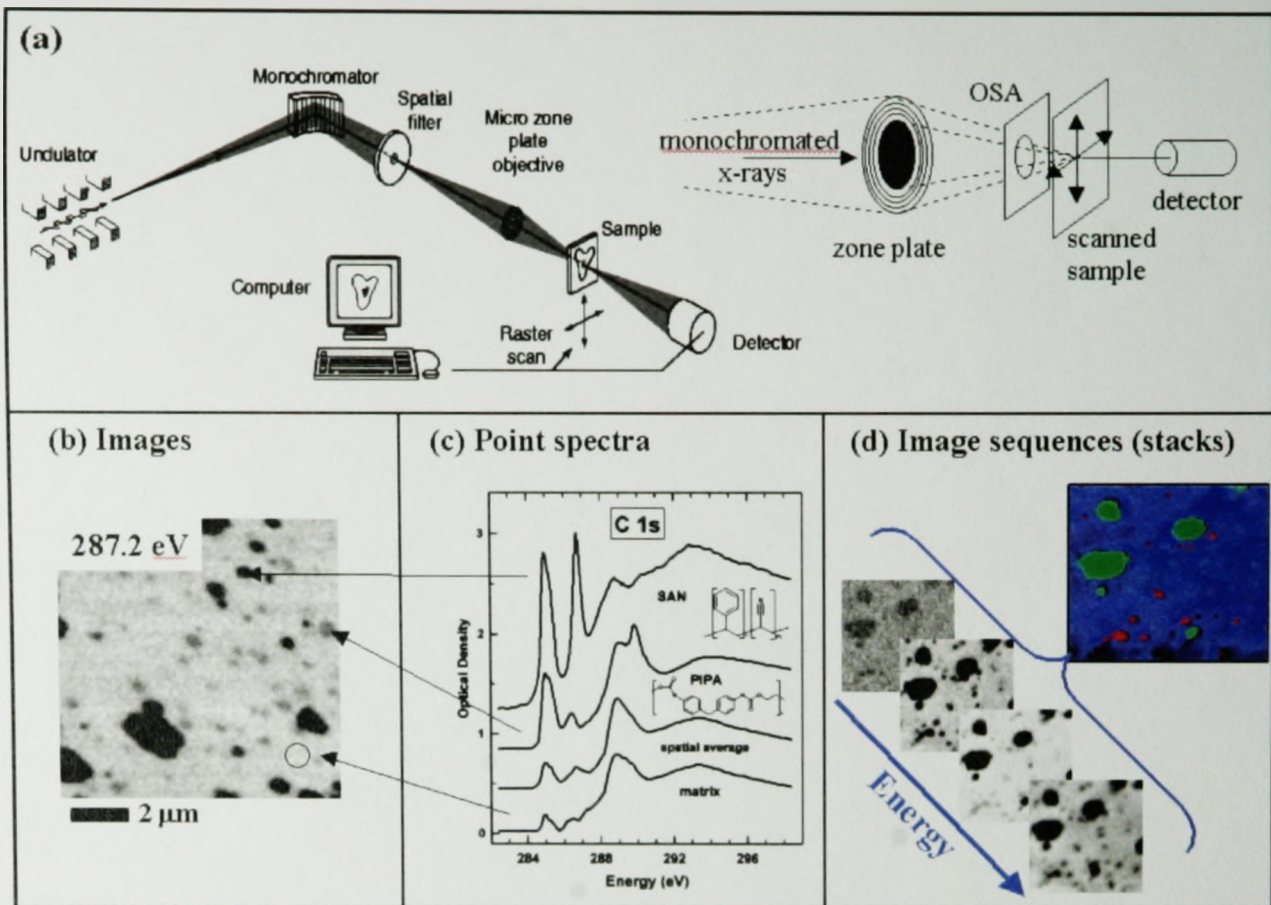 (a)
Monochromator
Spatial
filter
Micro zone
plate
objective
Undulator
Sample
Computer
Raster
scan
Detector
OSA
monochromated
x-rays
zone plate
scanned
sample
detector
(b) Images
287.2 eV
2 µm
(c) Point spectra
C 1s
3
2
1
0
Optical Density
SAN
PIPA
spatial average
matrix
284
288
292
296
Energy (eV)
(d) Image sequences (stacks)
Energy